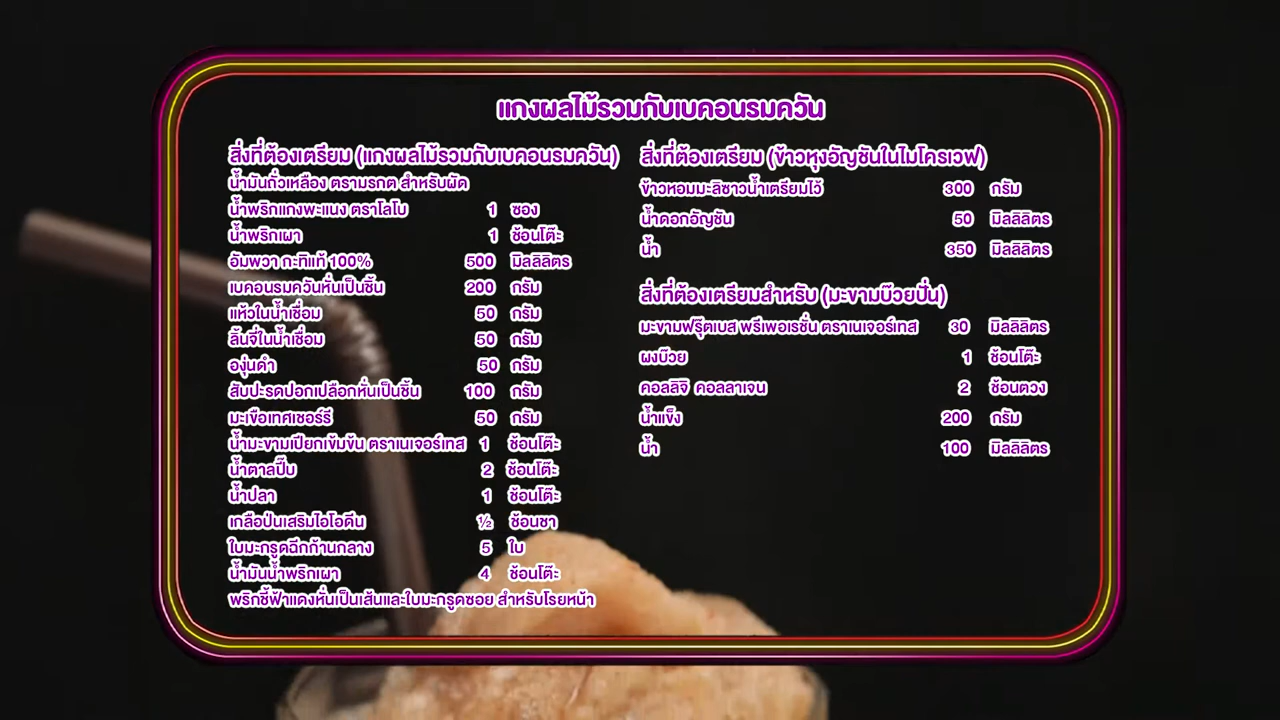 แกงผลไม้รวมกับเบคอนรมควัน
สิ่งที่ต้องเตรียม (แกงผลไม้รวมกับเบคอนรมควัน)
น้ำมันถั่วเหลือง ตรามรกต สำหรับผัด
น้ำพริกแกงพะแนง ตราโลโบ 1 ซอง
น้ำพริกเผา 1 ช้อนโต๊ะ
อัมพวา กะทิแท้ 100% 500 มิลลิลิตร
เบคอนรมควันหั่นเป็นชิ้น 200 กรัม
แห้วในน้ำเชื่อม 50 กรัม
ลิ้นจี่ในน้ำเชื่อม 50 กรัม
องุ่นดำ 50 กรัม
สับปะรดปอกเปลือกหั่นเป็นชิ้น 100 กรัม
มะเขือเทศเชอร์รี 50 กรัม
น้ำมะขามเปียกเข้มข้น ตราเนเจอร์เทส 1 ช้อนโต๊ะ
น้ำตาลปี๊บ 2 ช้อนโต๊ะ
น้ำปลา 1 ช้อนโต๊ะ
เกลือป่นเสริมไอโอดีน ½ ช้อนชา
ใบมะกรูดฉีกก้านกลาง 5 ใบ
น้ำมันน้ำพริกเผา 4 ช้อนโต๊ะ
พริกชี้ฟ้าแดงหั่นเป็นเส้นและใบมะกรูดซอย สำหรับโรยหน้า
สิ่งที่ต้องเตรียม (ข้าวหุงอัญชันในไมโครเวฟ)
ข้าวหอมมะลิซาวน้ำเตรียมไว้ 300 กรัม
น้ำดอกอัญชัน 50 มิลลิลิตร
น้ำ 350 มิลลิลิตร
สิ่งที่ต้องเตรียมสำหรับ (มะขามบ๊วยปั่น)
มะขามฟรุ๊ตเบส พรีเพอเรชั่น ตราเนเจอร์เทส 30 มิลลิลิตร
ผงบ๊วย 1 ช้อนโต๊ะ
คอลลิจิ คอลลาเจน 2 ช้อนตวง
น้ำแข็ง 200 กรัม
น้ำ 100 มิลลิลิตร